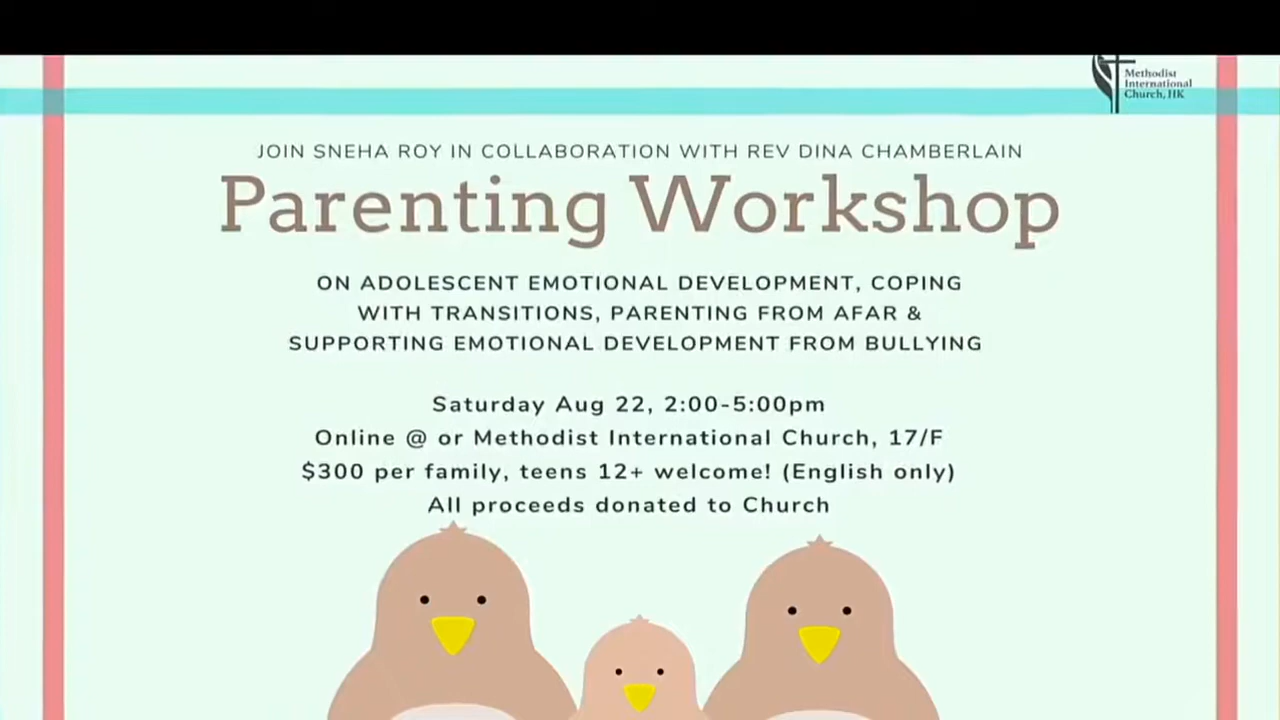 Methodist
International
Church, HK
JOIN SNEHA ROY IN COLLABORATION WITH REV DINA CHAMBERLAIN
Parenting Workshop
ON ADOLESCENT EMOTIONAL DEVELOPMENT, COPING
WITH TRANSITIONS, PARENTING FROM AFAR &
SUPPORTING EMOTIONAL DEVELOPMENT FROM BULLYING
Saturday Aug 22, 2:00-5:00pm
Online @ or Methodist International Church, 17/F
$300 per family, teens 12+ welcome! (English only)
All proceeds donated to Church